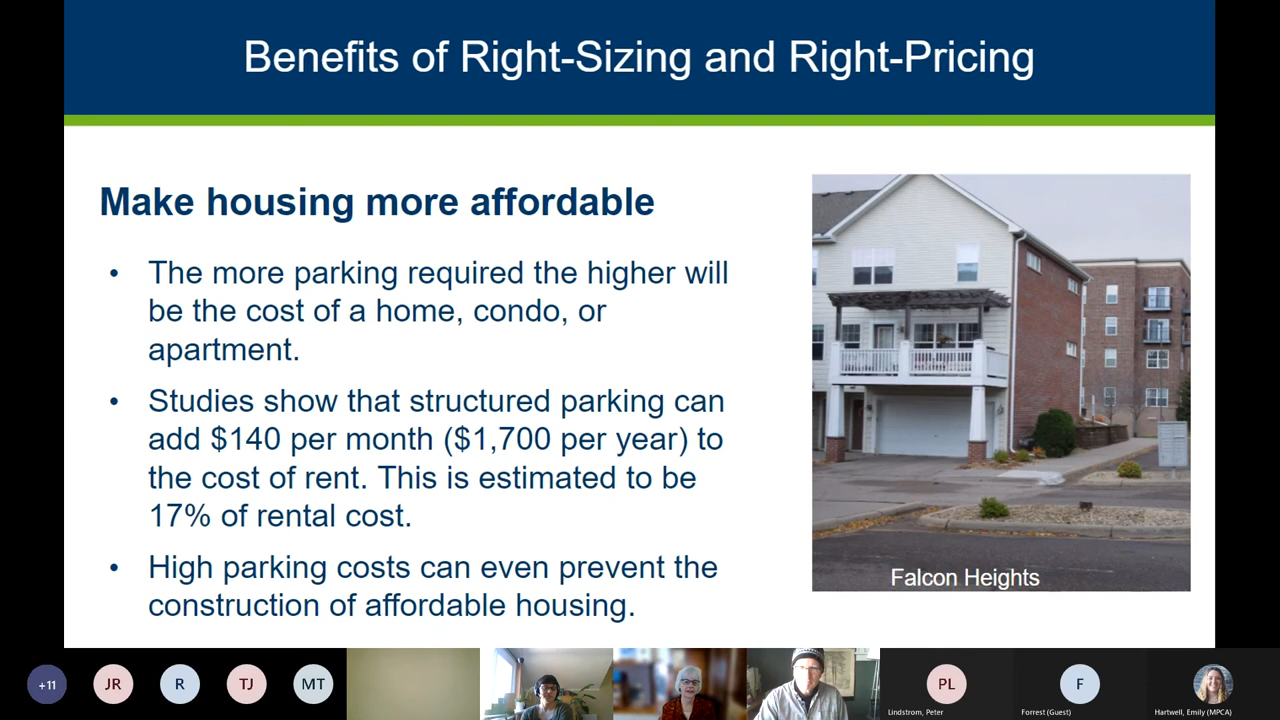 Benefits of Right-Sizing and Right-Pricing
Make housing more affordable
• The more parking required the higher will
be the cost of a home, condo, or
apartment.
• Studies show that structured parking can
add $140 per month ($1,700 per year) to
the cost of rent. This is estimated to be
17% of rental cost.
• High parking costs can even prevent the
construction of affordable housing.
Falcon Heights
+11
JR
R
TJ
MT
PL
Lindstrom, Peter
F
Forrest (Guest)
Hartwell, Emily (MPCA)